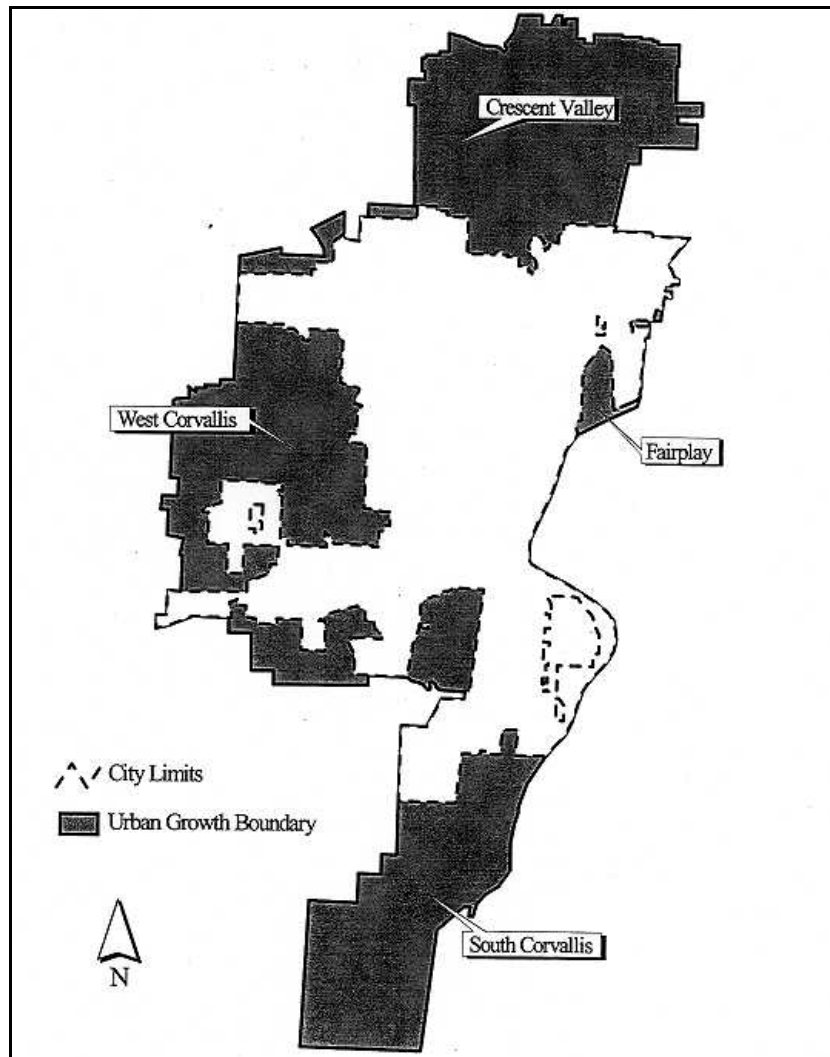 Crescent Valley
West Corvallis
Fairplay
City Limits
Urban Growth Boundary
South Corvallis
N